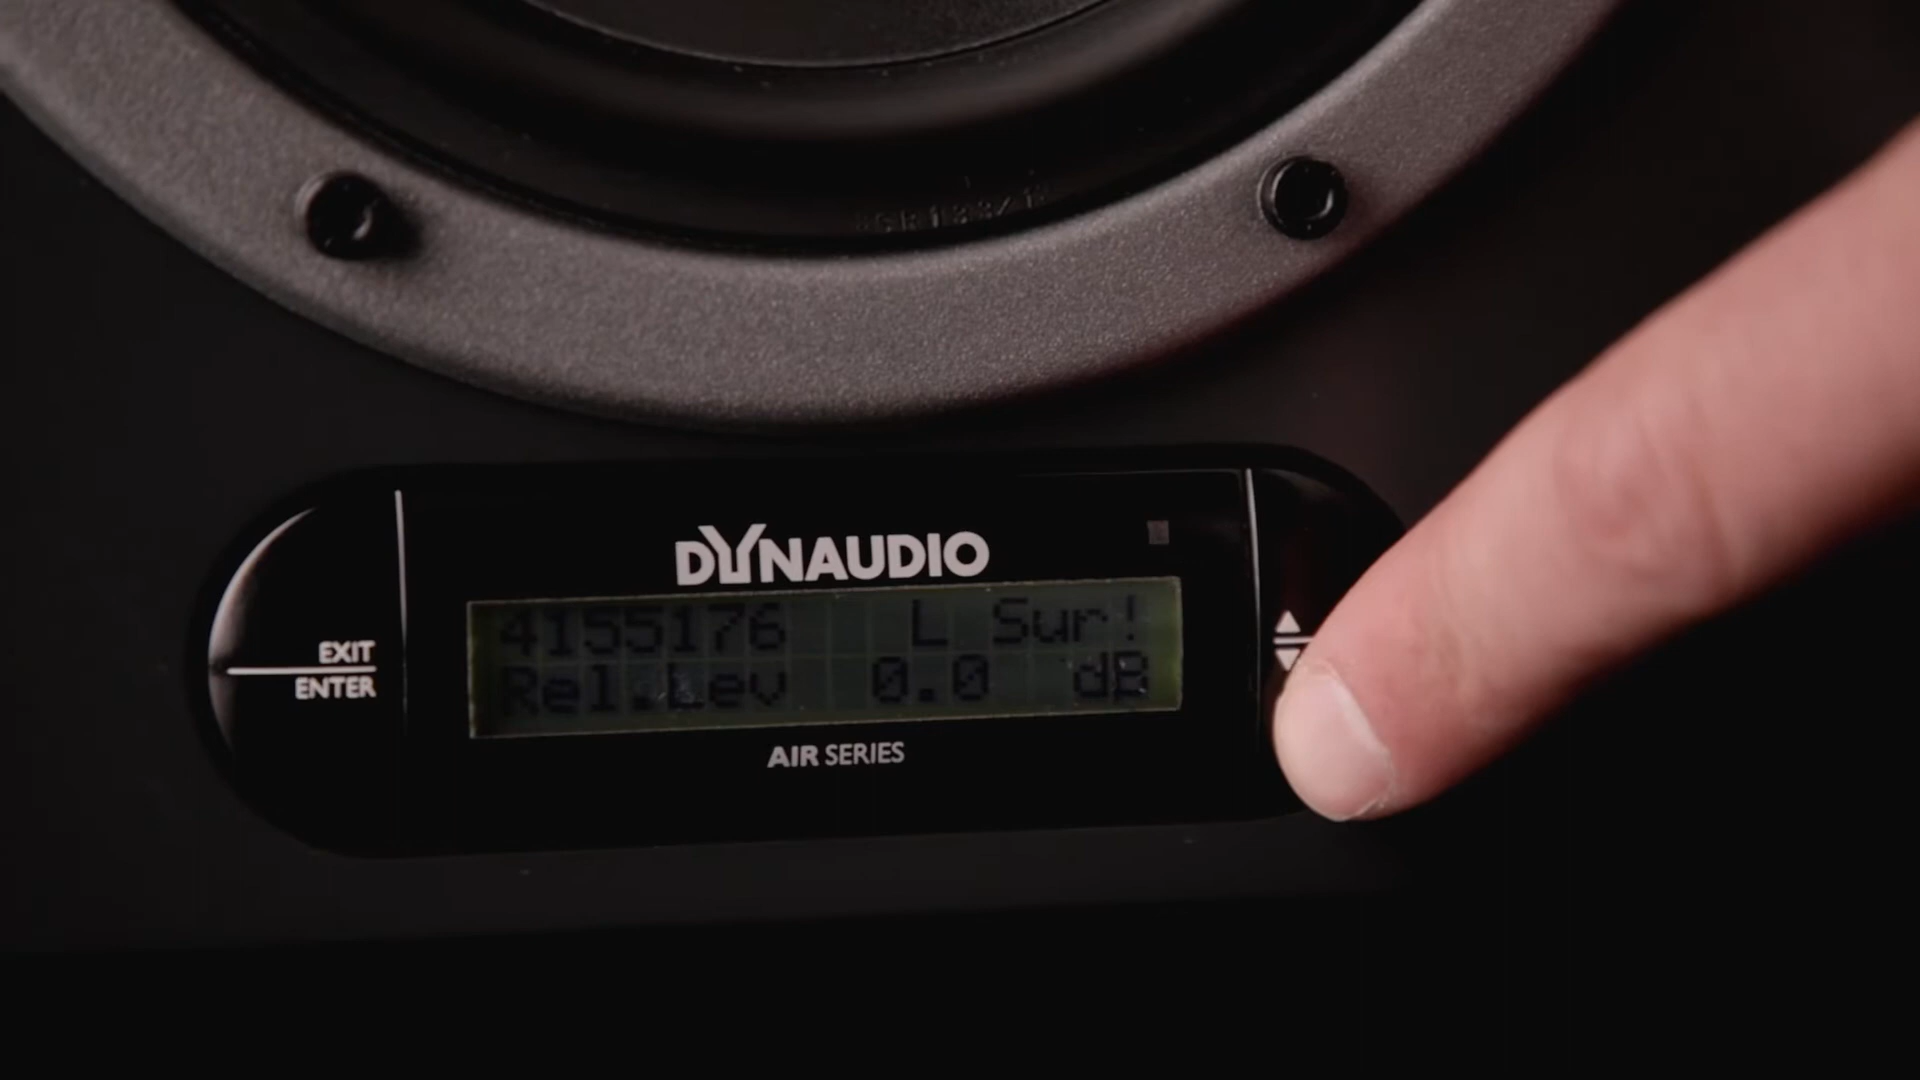 DYNAUDIO
4155176 L Sur!
Rel.Lev 0.0 dB
EXIT
ENTER
AIR SERIES